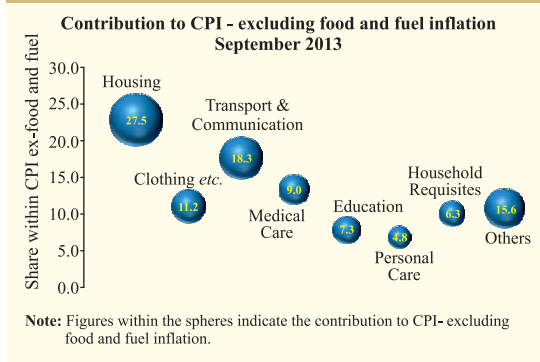 Contribution to CPI - excluding food and fuel inflation
September 2013
Share within CPI ex-food and fuel
30.0
25.0
20.0
15.0
10.0
5.0
0.0
Housing
27.5
Clothing etc.
11.2
Transport &
Communication
18.3
Medical
Care
9.0
Education
7.3
Personal
Care
4.8
Household
Requisites
6.3
Others
15.6
Note: Figures within the spheres indicate the contribution to CPI- excluding
food and fuel inflation.